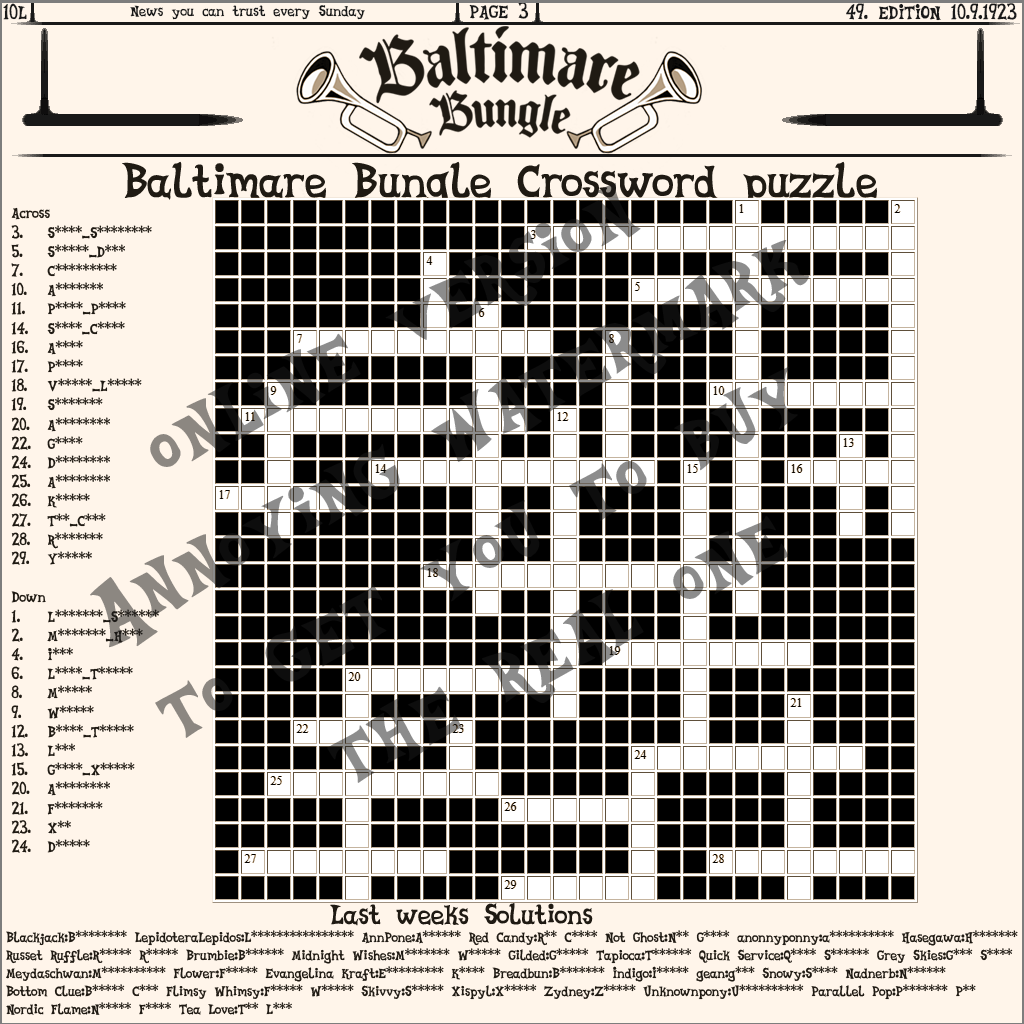 10L News you can trust every Sunday PAGE 3 49. EDITION 10.9.1923
Baltimare
Bungle
Baltimare Bungle Crossword puzzle
Across
3. S****_S********
5. S*****_D***
7. C*********
10. A*******
11. P****_P****
14. S****_C****
16. A****
17. P****
18. V*****_L*****
19. S*******
20. A********
22. G****
24. D********
25. A********
26. K*****
27. T**_C***
28. R*******
29. Y*****
Down
1. L*******_S******
2. M*******_H***
4. i***
6. L****_T*****
8. M*****
9. W*****
12. B****_T*****
13. L***
15. G****_X*****
20. A********
21. F*******
23. X**
24. D*****
1 2
3
4
5
6
7 8
9 10
11 12
13
14 15 16
17
18
19
20
21
22 23
24
25
26
27 28
29
ONLINE VERSION
ANNOYING WATERMARK
TO GET YOU TO BUY
THE REAL ONE
Last weeks Solutions
Blackjack:B******** LepidoteraLepidos:L**************** AnnPone:A****** Red Candy:R** C**** Not Ghost:N** G**** anonnyponny:a********** Hasegawa:H*******
Russet Ruffle:R***** R***** Brumbie:B****** Midnight Wishes:M******* W***** Gilded:G***** Tapioca:T****** Quick Service:Q**** S****** Grey Skies:G*** S****
Meydaschwan:M********** Flower:F***** Evangelina Kraft:E********* K**** Breadbun:B******* Indigo:I***** gean:g*** Snowy:S**** Nadnerb:N******
Bottom Clue:B***** C*** Flimsy Whimsy:F***** W***** Skivvy:S***** Xispyl:X***** Zydney:Z***** Unknownpony:U********** Parallel Pop:P******* P**
Nordic Flame:N***** F**** Tea Love:T** L***